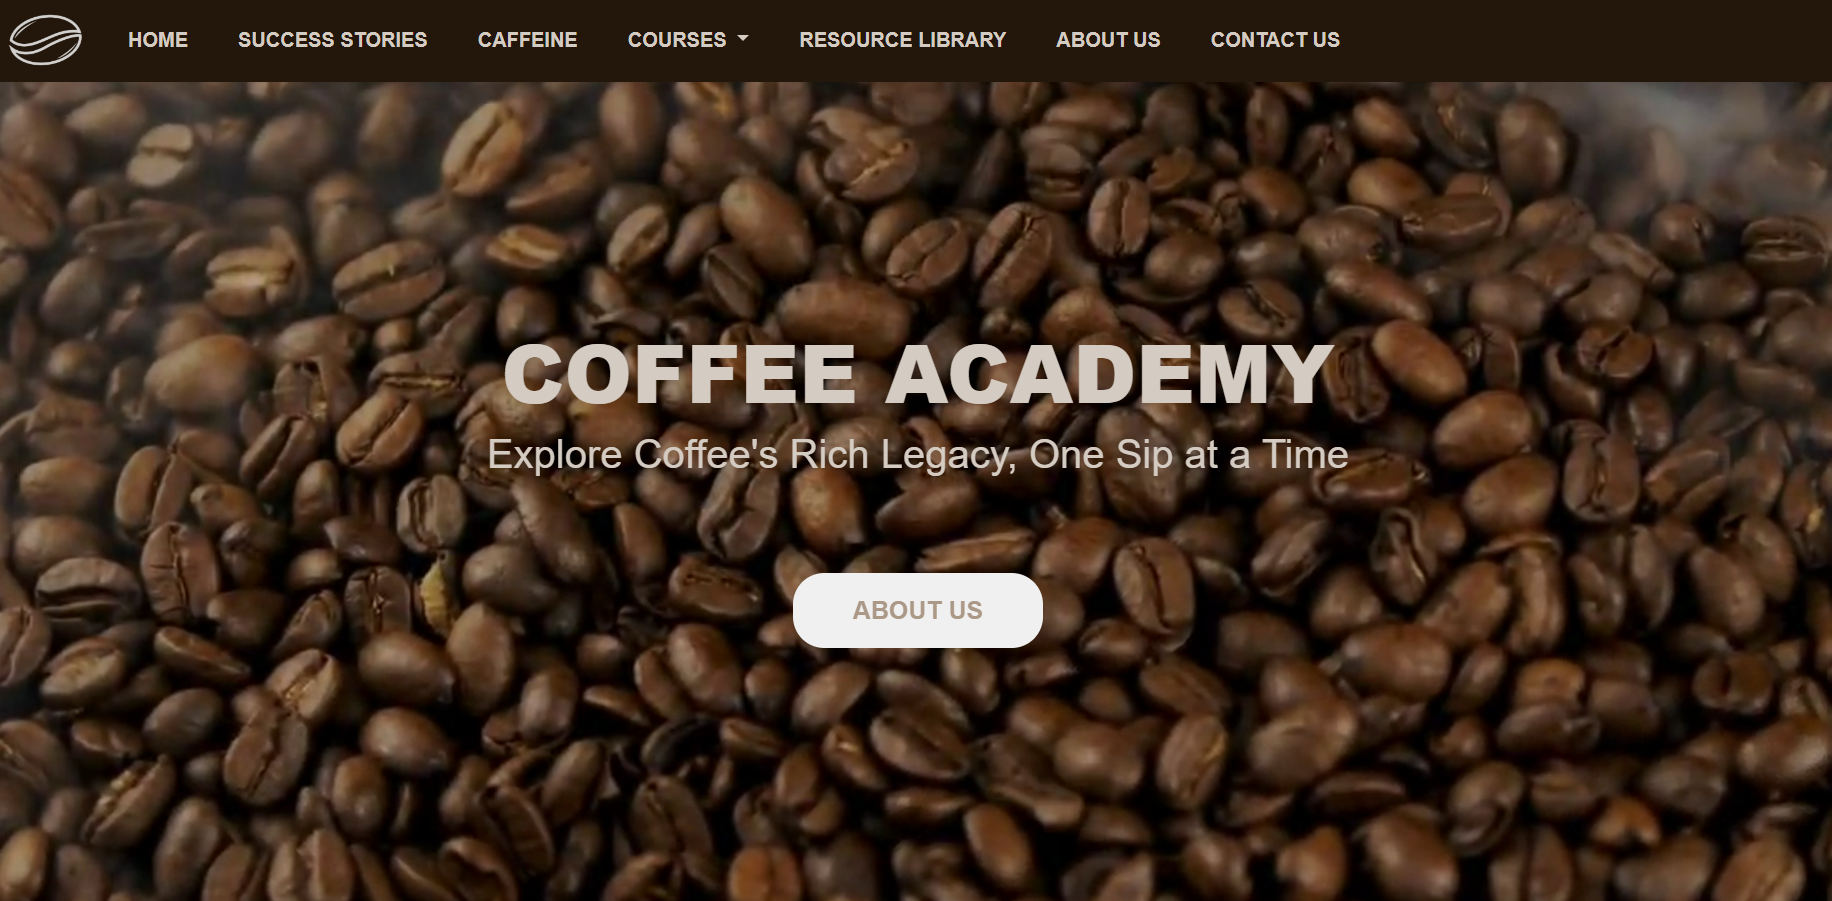 HOME SUCCESS STORIES CAFFEINE COURSES RESOURCE LIBRARY ABOUT US CONTACT US
COFFEE ACADEMY
Explore Coffee's Rich Legacy, One Sip at a Time
ABOUT US